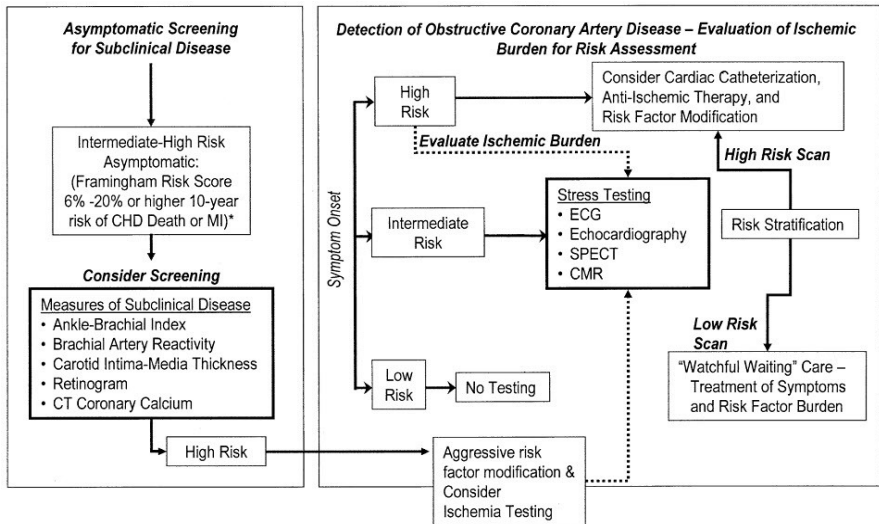 Asymptomatic Screening
for Subclinical Disease
Intermediate-High Risk
Asymptomatic:
(Framingham Risk Score
6% -20% or higher 10-year
risk of CHD Death or MI)*
Consider Screening
Measures of Subclinical Disease
• Ankle-Brachial Index
• Brachial Artery Reactivity
• Carotid Intima-Media Thickness
• Retinogram
• CT Coronary Calcium
High Risk
Detection of Obstructive Coronary Artery Disease – Evaluation of Ischemic
Burden for Risk Assessment
Symptom Onset
High
Risk
Consider Cardiac Catheterization,
Anti-Ischemic Therapy, and
Risk Factor Modification
Evaluate Ischemic Burden
High Risk Scan
Intermediate
Risk
Stress Testing
• ECG
• Echocardiography
• SPECT
• CMR
Risk Stratification
Low Risk
Scan
Low
Risk
No Testing
“Watchful Waiting” Care –
Treatment of Symptoms
and Risk Factor Burden
Aggressive risk
factor modification &
Consider
Ischemia Testing